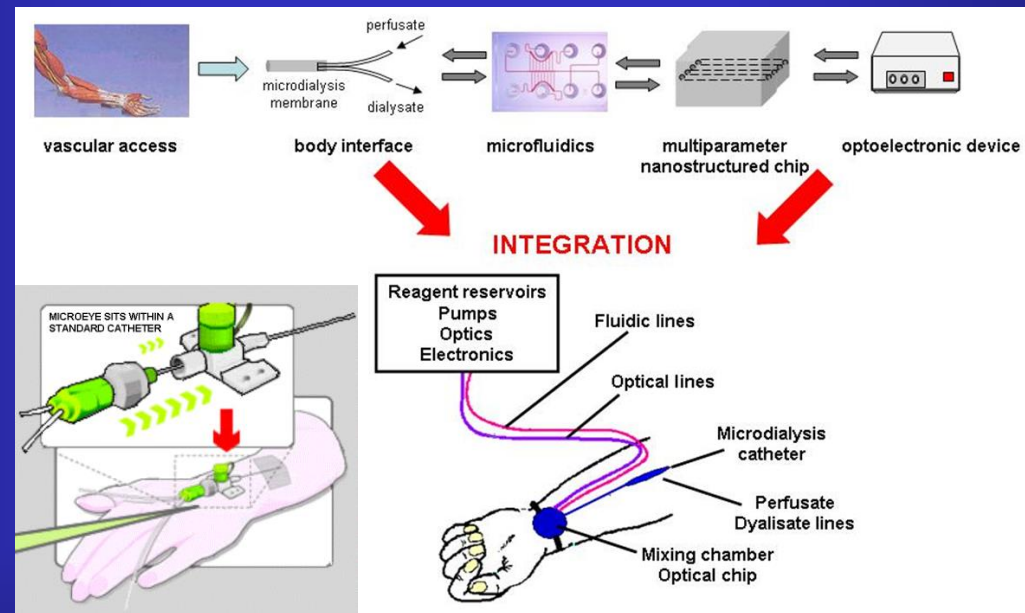 perfusate
microdialysis
membrane
dialysate
vascular access
body interface
microfluidics
multiparameter
nanostructured chip
optoelectronic device
INTEGRATION
MICROEYE SITS WITHIN A
STANDARD CATHETER
Reagent reservoirs
Pumps
Optics
Electronics
Fluidic lines
Optical lines
Microdialysis
catheter
Perfusate
Dyalisate lines
Mixing chamber
Optical chip